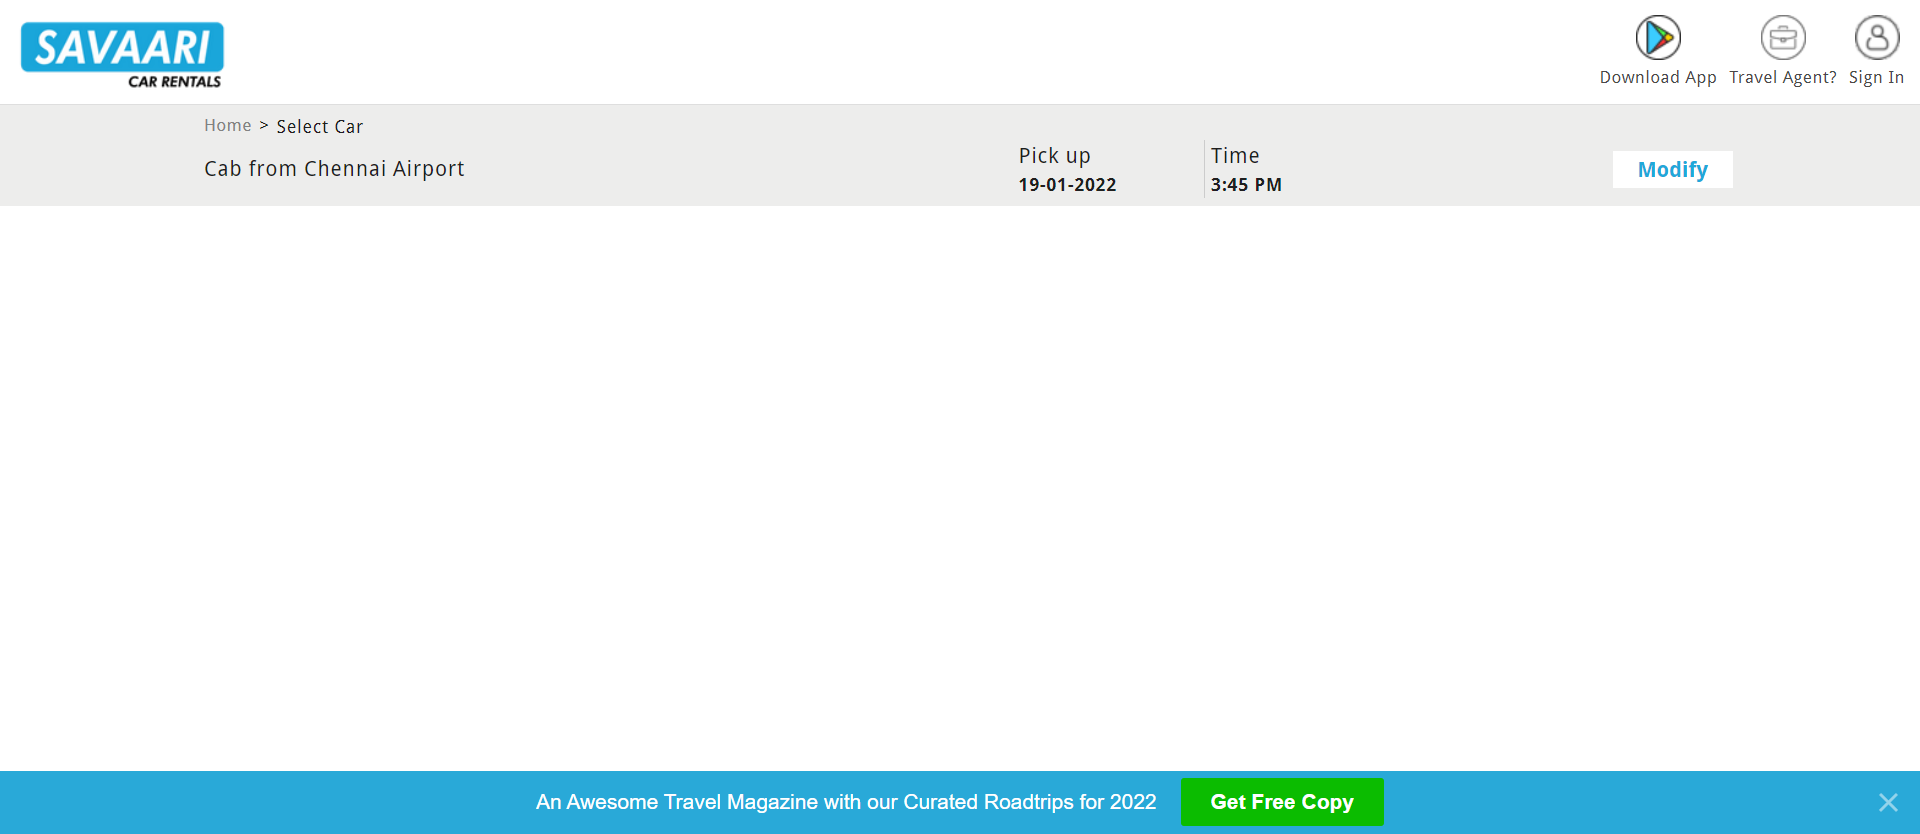 SAVAARI
CAR RENTALS
Download App
Travel Agent?
Sign In
Home > Select Car
Cab from Chennai Airport
Pick up
19-01-2022
Time
3:45 PM
Modify
An Awesome Travel Magazine with our Curated Roadtrips for 2022
Get Free Copy